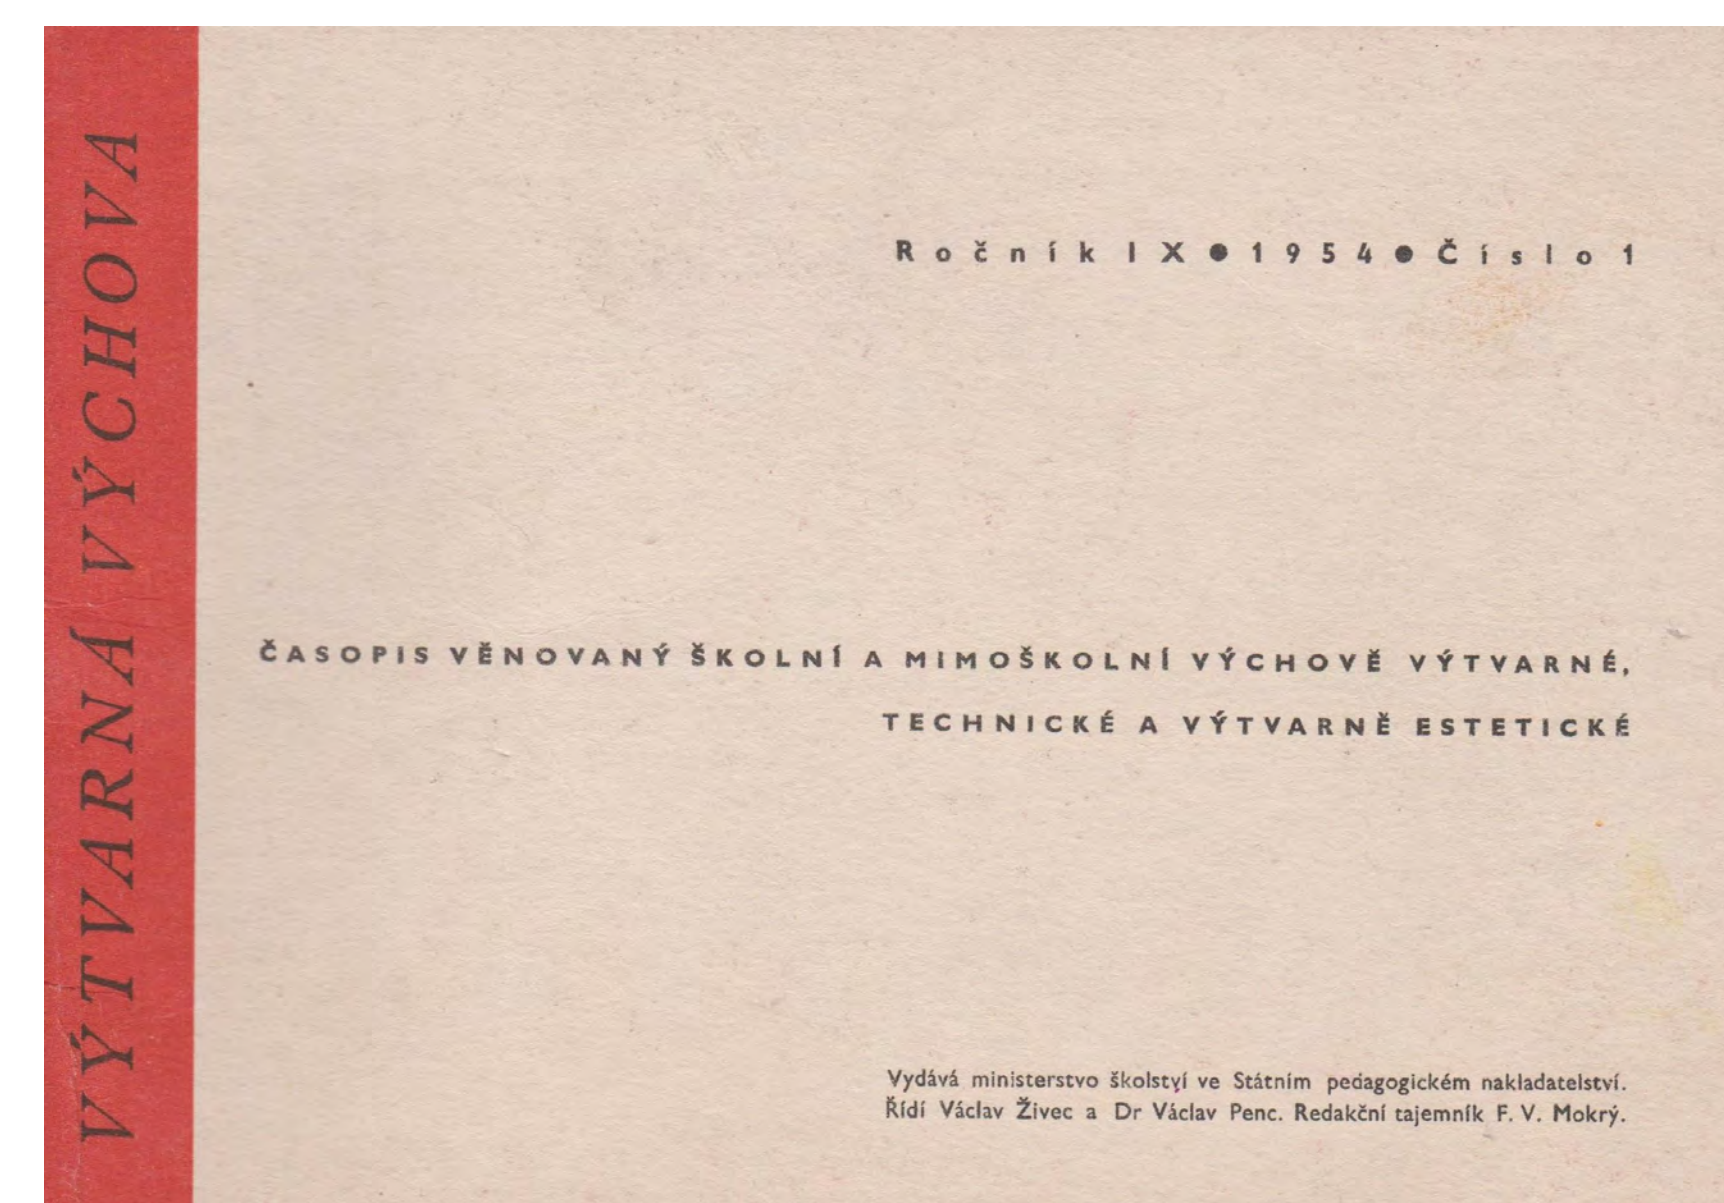 VÝTVARNÁ VÝCHOVA
Ročník IX ● 1954 ● Číslo 1
ČASOPIS VĚNOVANÝ ŠKOLNÍ A MIMOŠKOLNÍ VÝCHOVĚ VÝTVARNÉ,
TECHNICKÉ A VÝTVARNĚ ESTETICKÉ
Vydává ministerstvo školství ve Státním pedagogickém nakladatelství.
Řídí Václav Živec a Dr Václav Penc. Redakční tajemník F. V. Mokrý.